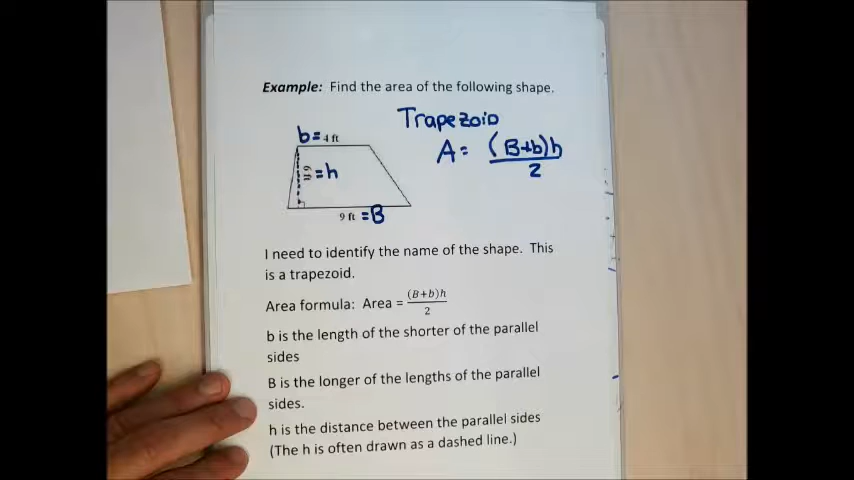 Example: Find the area of the following shape.
Trapezoid
b= 4 ft
A= (B+b)h
2
6 ft =h
9 ft =B
I need to identify the name of the shape. This
is a trapezoid.
Area formula: Area = (B+b)h
2
b is the length of the shorter of the parallel
sides
B is the longer of the lengths of the parallel
sides.
h is the distance between the parallel sides
(The h is often drawn as a dashed line.)